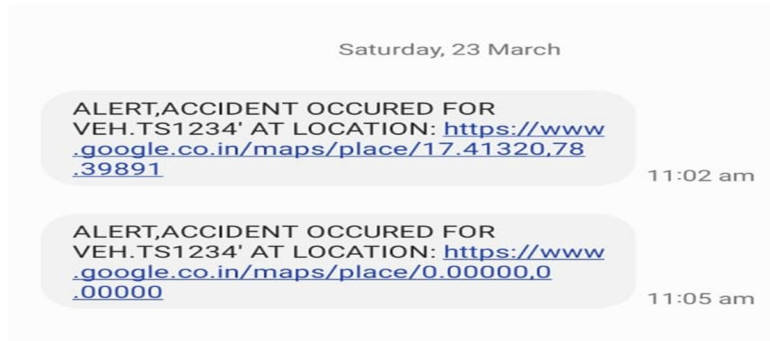 Saturday, 23 March
ALERT,ACCIDENT OCCURED FOR
VEH.TS1234' AT LOCATION: https://www
.google.co.in/maps/place/17.41320,78
.39891
11:02 am
ALERT,ACCIDENT OCCURED FOR
VEH.TS1234' AT LOCATION: https://www
.google.co.in/maps/place/0.00000,0
.00000
11:05 am